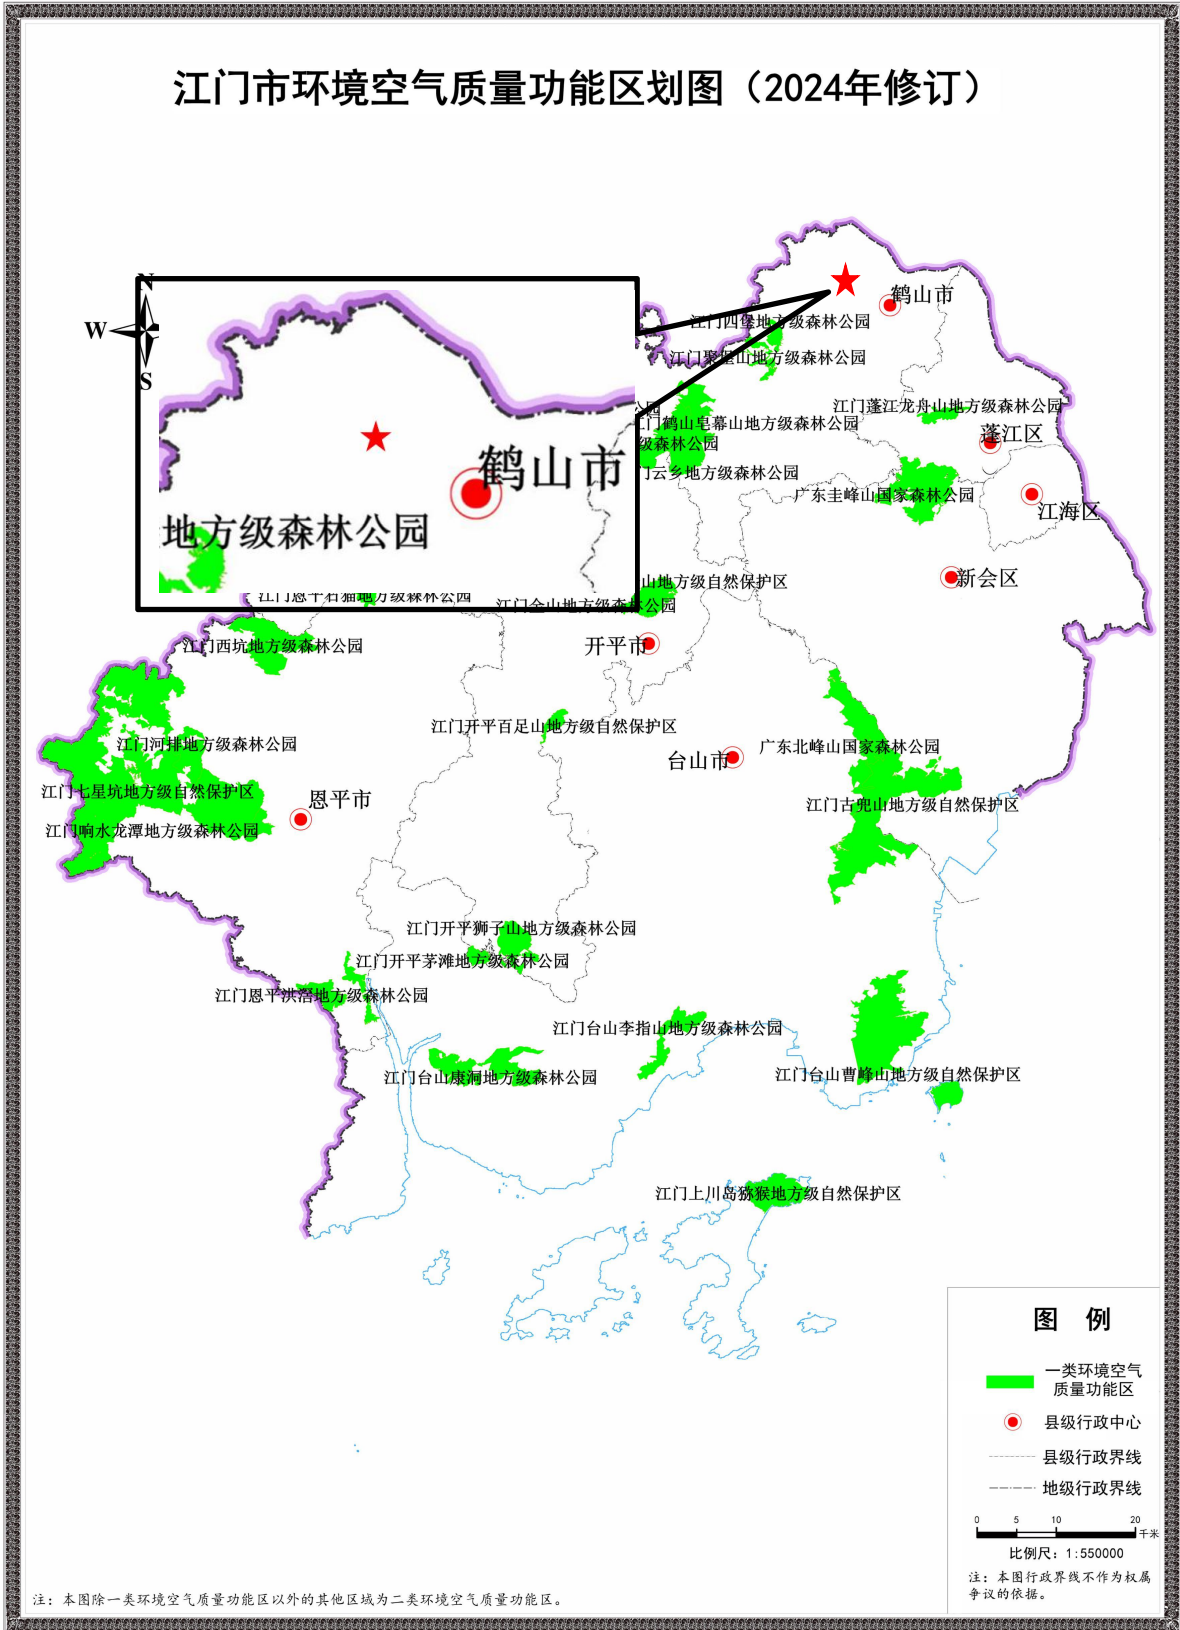 江门市环境空气质量功能区划图（2024年修订）
N
W
S
鹤山市
地方级森林公园
鹤山市
江门四堡地方级森林公园
江门聚堡山地方级森林公园
公园
江门鹤山皂幕山地方级森林公园
级森林公园
门云乡地方级森林公园
江门蓬江龙舟山地方级森林公园
蓬江区
广东圭峰山国家森林公园
江海区
新会区
山地方级自然保护区
江门恩平石猫地方级森林公园
江门金山地方级森林公园
江门西坑地方级森林公园
开平市
江门开平百足山地方级自然保护区
江门河排地方级森林公园
广东北峰山国家森林公园
台山市
江门七星坑地方级自然保护区
恩平市
江门古兜山地方级自然保护区
江门响水龙潭地方级森林公园
江门开平狮子山地方级森林公园
江门开平茅滩地方级森林公园
江门恩平洪滘地方级森林公园
江门台山李指山地方级森林公园
江门台山康洞地方级森林公园
江门台山曹峰山地方级自然保护区
江门上川岛猕猴地方级自然保护区
图 例
一类环境空气
质量功能区
县级行政中心
县级行政界线
地级行政界线
0 5 10 20
千米
比例尺：1:550000
注：本图行政界线不作为权属
争议的依据。
注：本图除一类环境空气质量功能区以外的其他区域为二类环境空气质量功能区。